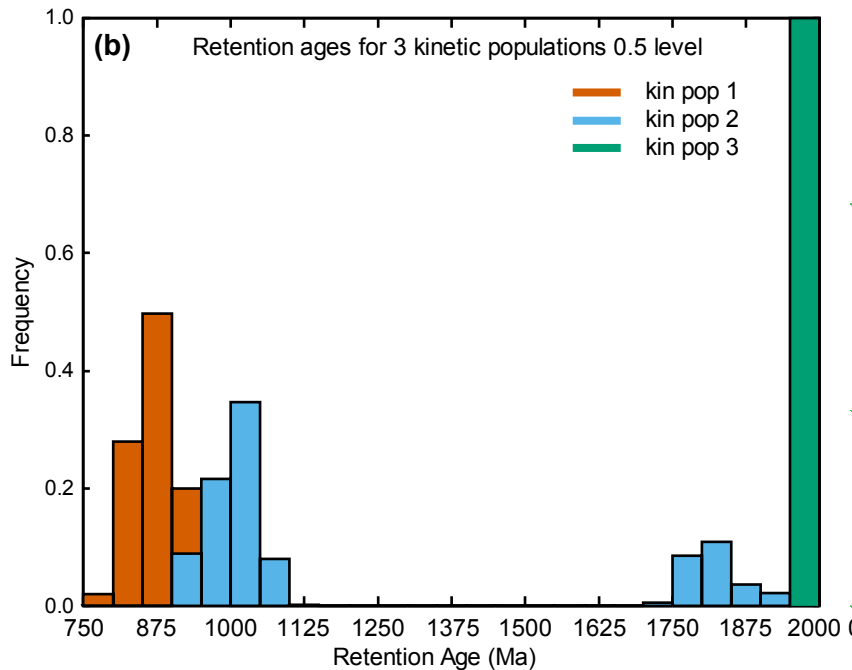 (b) Retention ages for 3 kinetic populations 0.5 level
kin pop 1
kin pop 2
kin pop 3
Frequency
1.0
0.8
0.6
0.4
0.2
0.0
750 875 1000 1125 1250 1375 1500 1625 1750 1875 2000 0
Retention Age (Ma)